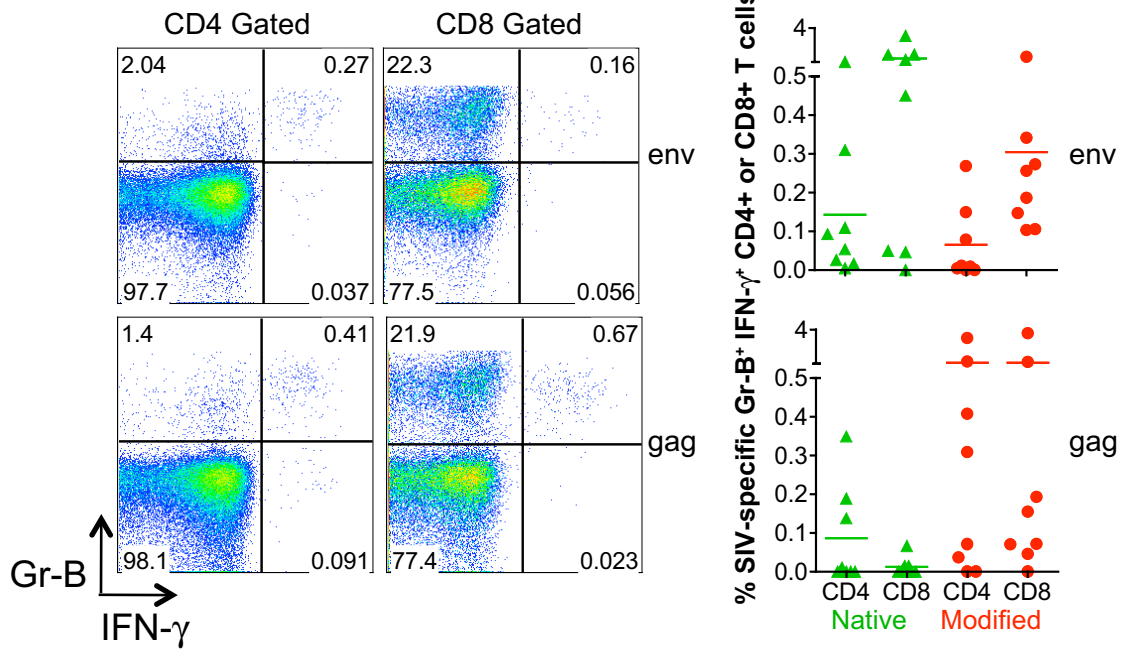 CD4 Gated
CD8 Gated
2.04
0.27
97.7
0.037
22.3
0.16
77.5
0.056
env
1.4
0.41
98.1
0.091
21.9
0.67
77.4
0.023
gag
Gr-B
IFN-γ
% SIV-specific Gr-B⁺ IFN-γ⁺ CD4+ or CD8+ T cells
4
0.5
0.4
0.3
0.2
0.1
0.0
env
4
0.5
0.4
0.3
0.2
0.1
0.0
gag
CD4 CD8 CD4 CD8
Native Modified